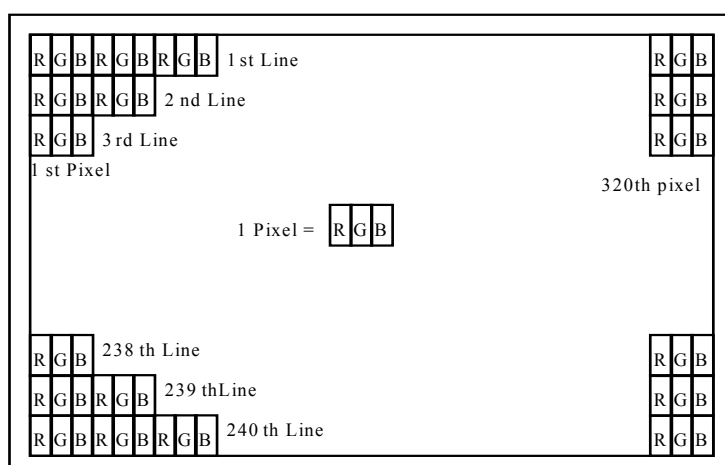 R G B R G B R G B 1 st Line R G B
R G B R G B 2 nd Line R G B
R G B 3 rd Line R G B
1 st Pixel
320th pixel
1 Pixel = R G B
R G B 238 th Line R G B
R G B R G B 239 thLine R G B
R G B R G B R G B 240 th Line R G B